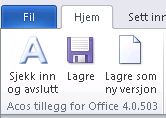 Fil Hjem Sett inn
Sjekk inn Lagre Lagre som
og avslutt ny versjon
Acos tillegg for Office 4.0.503